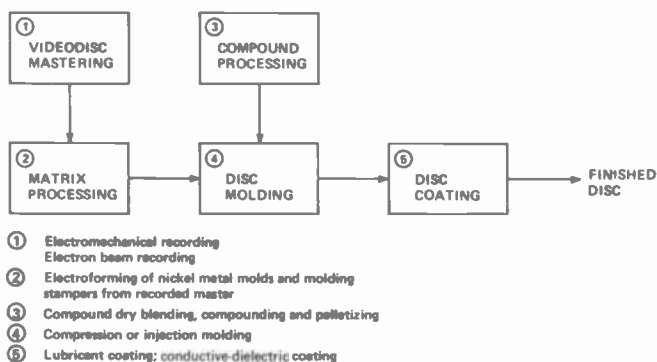 ① VIDEODISC
MASTERING
③ COMPOUND
PROCESSING
② MATRIX
PROCESSING
④ DISC
MOLDING
⑤ DISC
COATING
FINISHED
DISC
① Electromechanical recording
Electron beam recording
② Electroforming of nickel metal molds and molding
stampers from recorded master
③ Compound dry blending, compounding and pelletizing
④ Compression or injection molding
⑤ Lubricant coating; conductive-dielectric coating